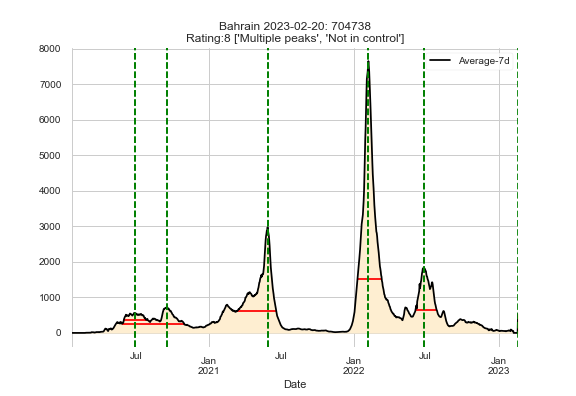 Bahrain 2023-02-20: 704738
Rating:8 ['Multiple peaks', 'Not in control']
Average-7d
8000
7000
6000
5000
4000
3000
2000
1000
0
Jul
Jan
2021
Jul
Jan
2022
Jul
Jan
2023
Date